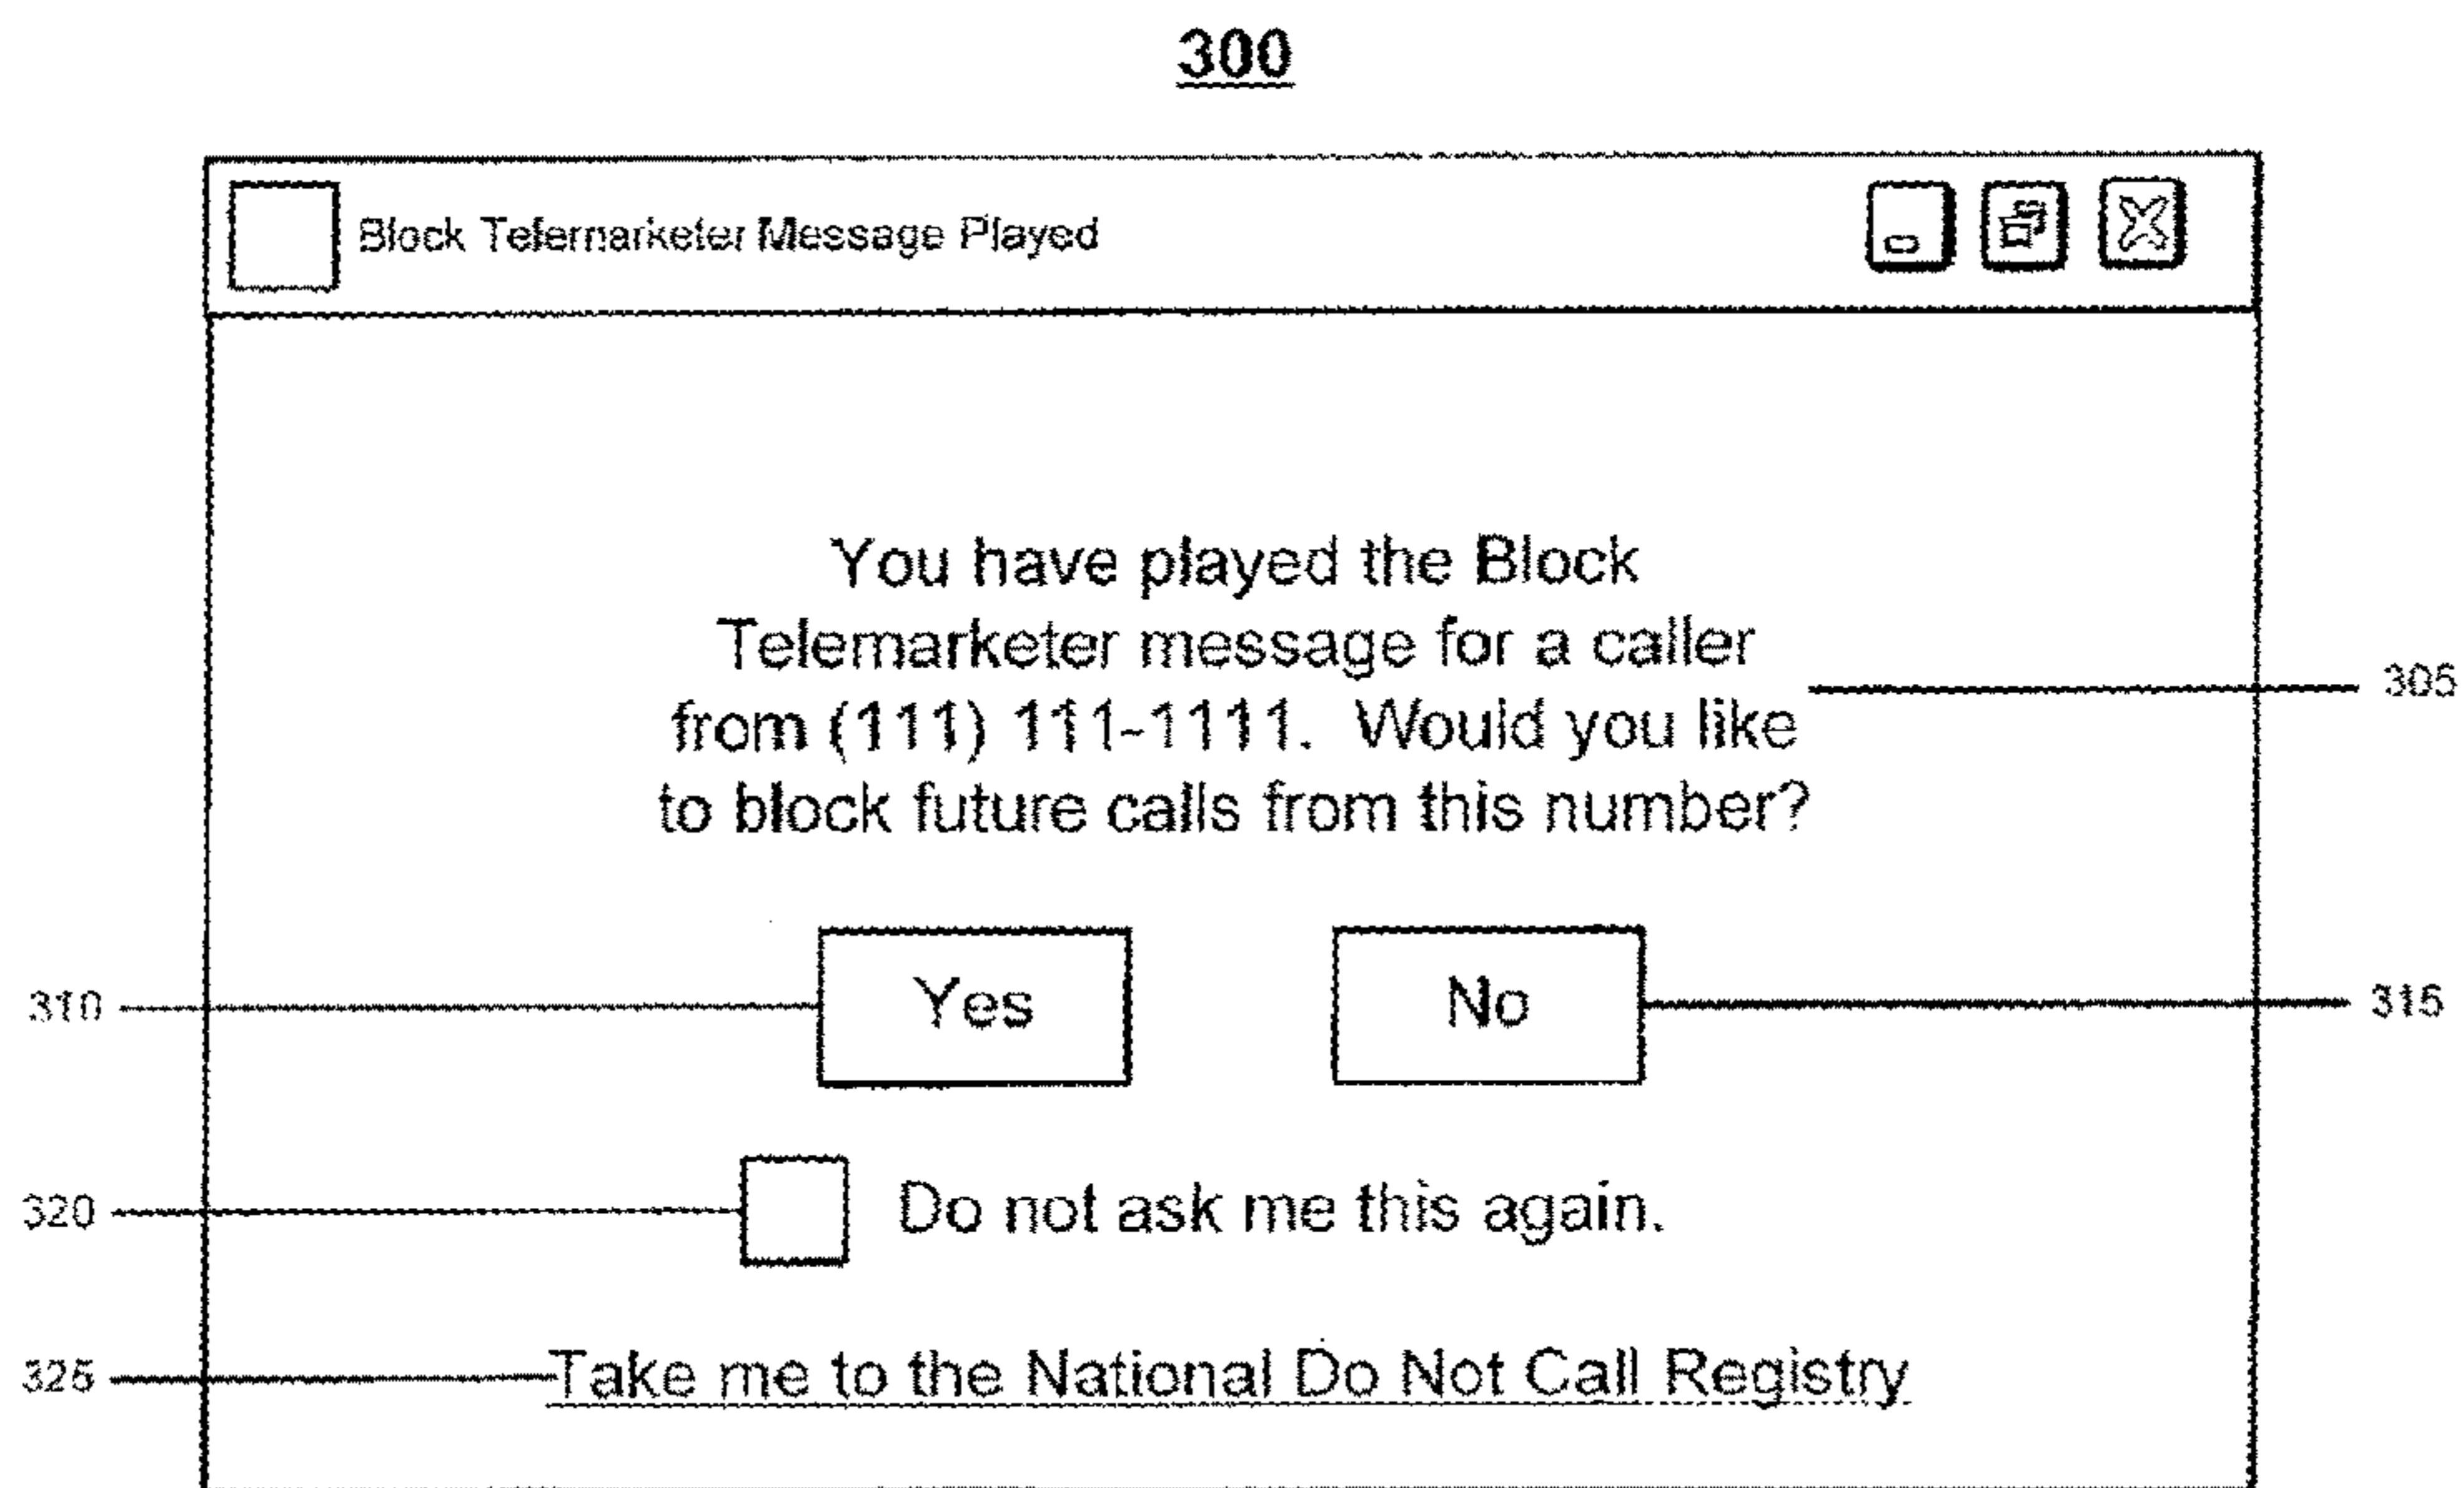 300
Block Telemarketer Message Played
You have played the Block
Telemarketer message for a caller
from (111) 111-1111. Would you like
to block future calls from this number?
305
310
Yes
No
315
320
Do not ask me this again.
325
Take me to the National Do Not Call Registry